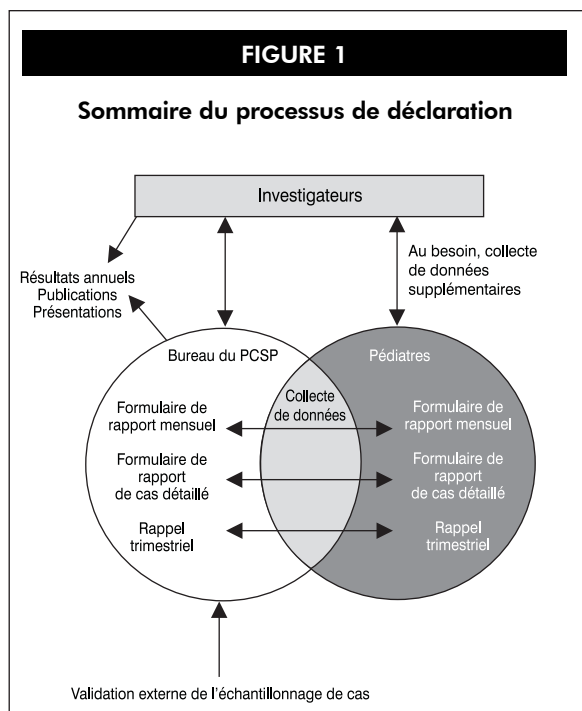 FIGURE 1
Sommaire du processus de déclaration
Investigateurs
Au besoin, collecte
de données
supplémentaires
Résultats annuels
Publications
Présentations
Bureau du PCSP
Pédiatres
Collecte
de données
Formulaire de
rapport mensuel
Formulaire de
rapport mensuel
Formulaire de
rapport
de cas détaillé
Formulaire de
rapport
de cas détaillé
Rappel
trimestriel
Rappel
trimestriel
Validation externe de l'échantillonnage de cas